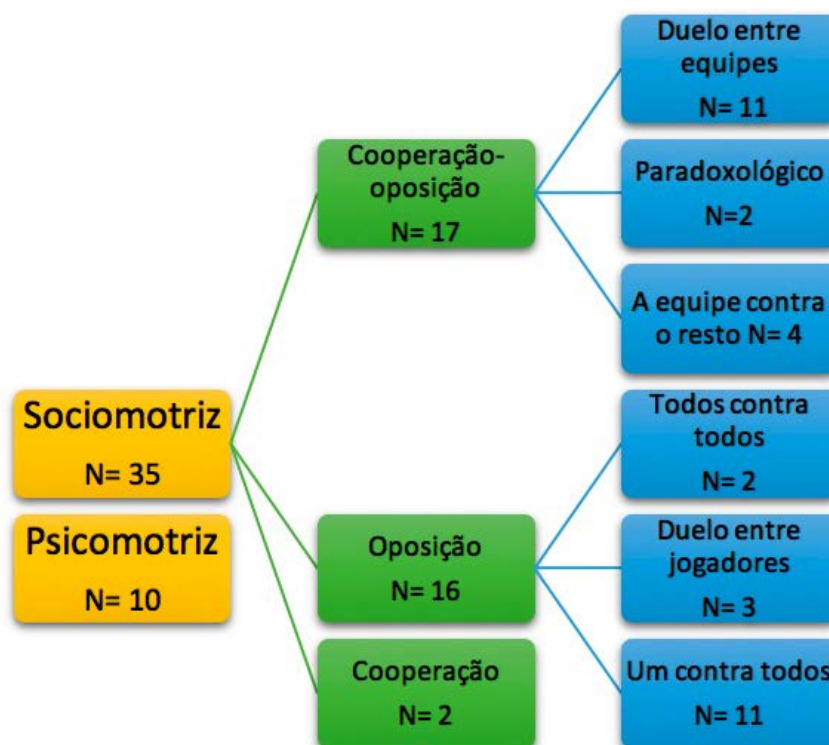 Sociomotriz
N= 35
Psicomotriz
N= 10
Cooperação-
oposição
N= 17
Oposição
N= 16
Cooperação
N= 2
Duelo entre
equipes
N= 11
Paradoxológico
N=2
A equipe contra
o resto N= 4
Todos contra
todos
N= 2
Duelo entre
jogadores
N= 3
Um contra todos
N= 11